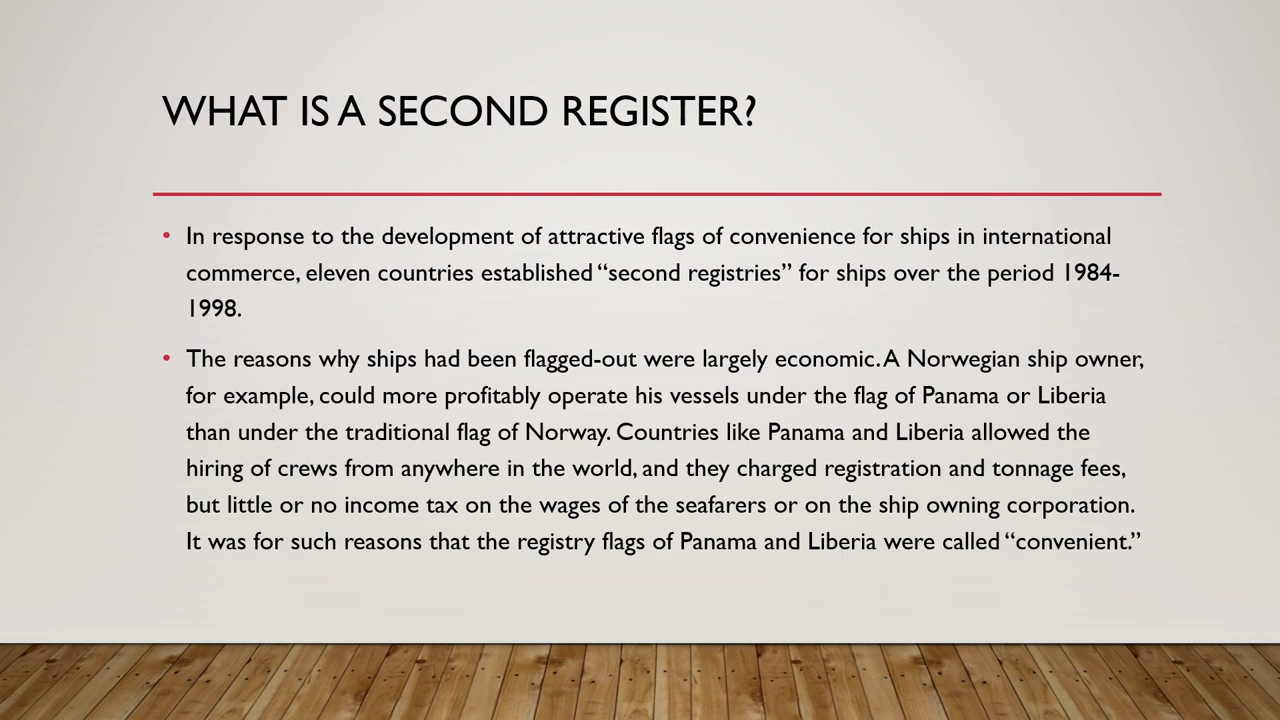 WHAT IS A SECOND REGISTER?
• In response to the development of attractive flags of convenience for ships in international
commerce, eleven countries established “second registries” for ships over the period 1984-
1998.
• The reasons why ships had been flagged-out were largely economic. A Norwegian ship owner,
for example, could more profitably operate his vessels under the flag of Panama or Liberia
than under the traditional flag of Norway. Countries like Panama and Liberia allowed the
hiring of crews from anywhere in the world, and they charged registration and tonnage fees,
but little or no income tax on the wages of the seafarers or on the ship owning corporation.
It was for such reasons that the registry flags of Panama and Liberia were called “convenient.”